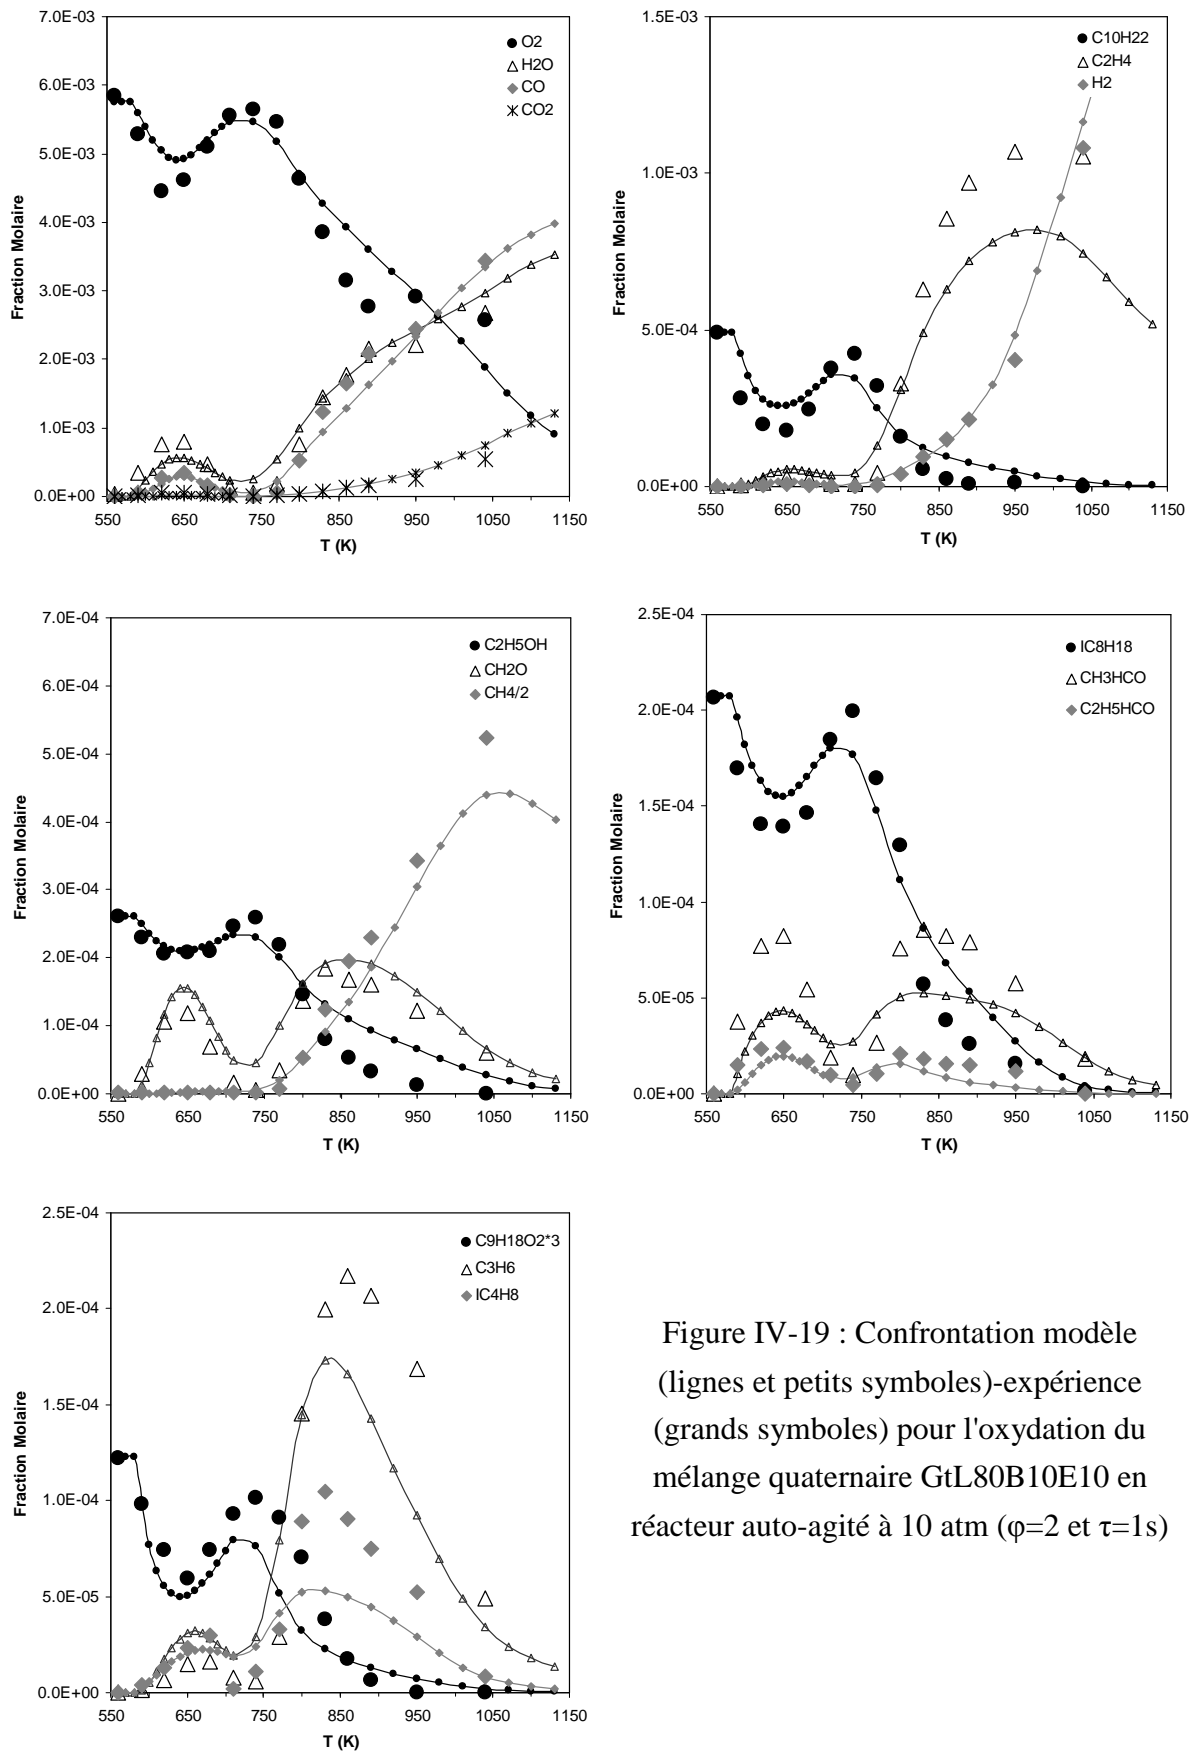 7.0E-03
6.0E-03
5.0E-03
4.0E-03
3.0E-03
2.0E-03
1.0E-03
0.0E+00
Fraction Molaire
O2
H2O
CO
CO2
550 650 750 850 950 1050 1150
T (K)
1.5E-03
1.0E-03
5.0E-04
0.0E+00
Fraction Molaire
C10H22
C2H4
H2
550 650 750 850 950 1050 1150
T (K)
7.0E-04
6.0E-04
5.0E-04
4.0E-04
3.0E-04
2.0E-04
1.0E-04
0.0E+00
Fraction Molaire
C2H5OH
CH2O
CH4/2
550 650 750 850 950 1050 1150
T (K)
2.5E-04
2.0E-04
1.5E-04
1.0E-04
5.0E-05
0.0E+00
Fraction Molaire
IC8H18
CH3HCO
C2H5HCO
550 650 750 850 950 1050 1150
T (K)
2.5E-04
2.0E-04
1.5E-04
1.0E-04
5.0E-05
0.0E+00
Fraction Molaire
C9H18O2*3
C3H6
IC4H8
550 650 750 850 950 1050 1150
T (K)
Figure IV-19 : Confrontation modèle
(lignes et petits symboles)-expérience
(grands symboles) pour l'oxydation du
mélange quaternaire GtL80B10E10 en
réacteur auto-agité à 10 atm (φ=2 et τ=1s)